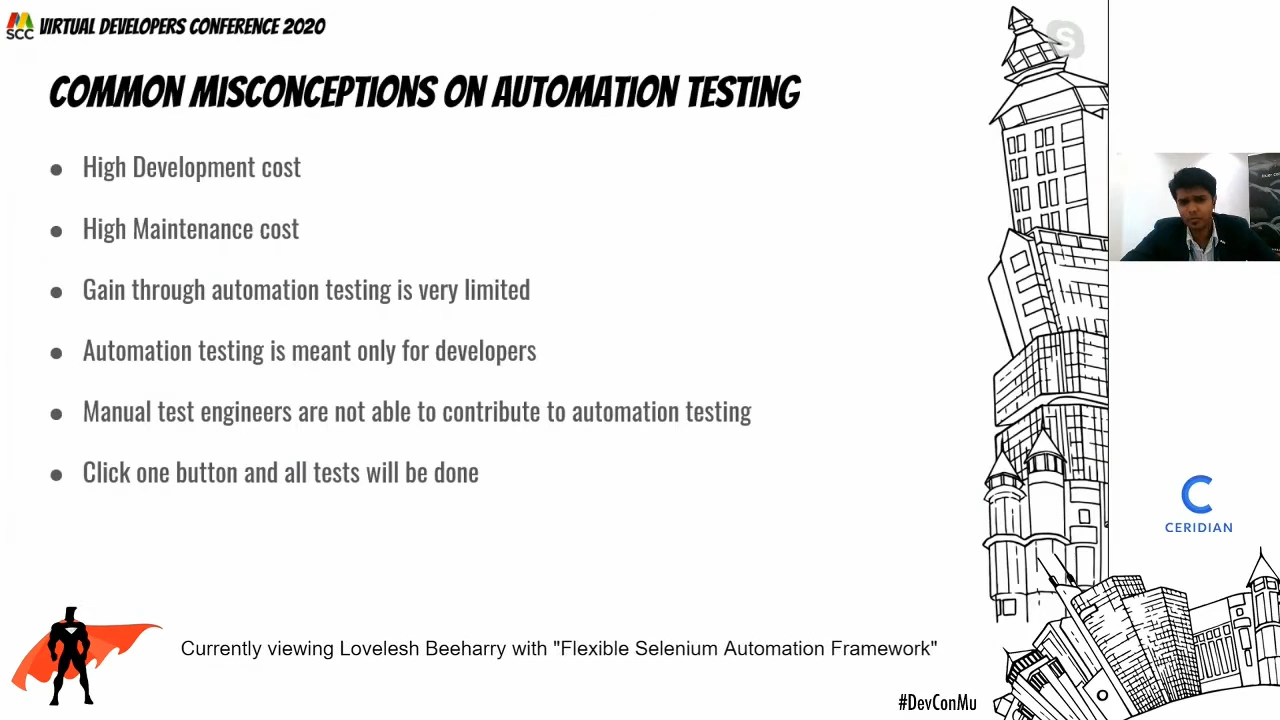 MSCC VIRTUAL DEVELOPERS CONFERENCE 2020
COMMON MISCONCEPTIONS ON AUTOMATION TESTING
● High Development cost
● High Maintenance cost
● Gain through automation testing is very limited
● Automation testing is meant only for developers
● Manual test engineers are not able to contribute to automation testing
● Click one button and all tests will be done
CERIDIAN
Currently viewing Lovelesh Beeharry with "Flexible Selenium Automation Framework"
#DevConMu